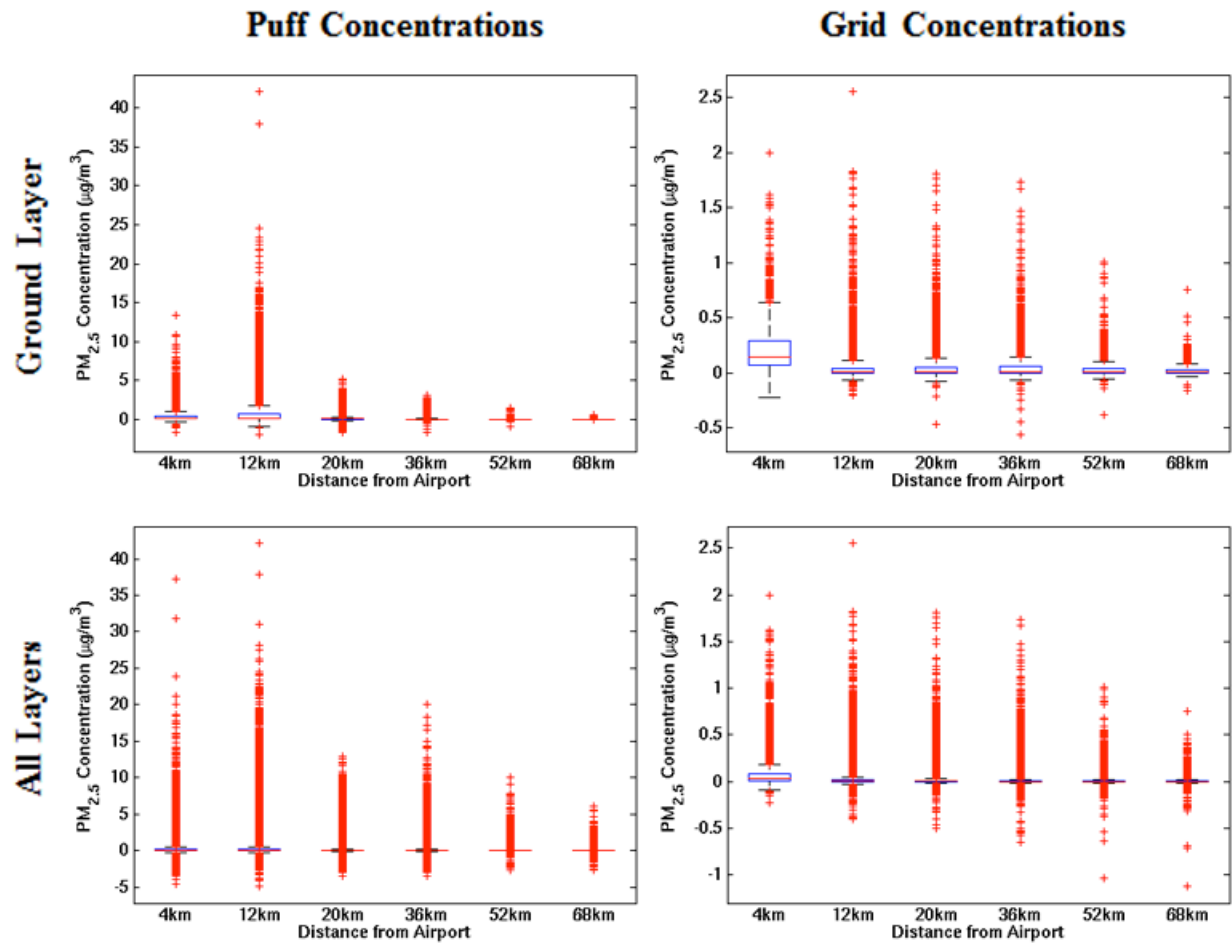 Puff Concentrations
Grid Concentrations
Ground Layer
PM2.5 Concentration (μg/m³)
40
35
30
25
20
15
10
5
0
4km 12km 20km 36km 52km 68km
Distance from Airport
PM2.5 Concentration (μg/m³)
2.5
2
1.5
1
0.5
0
-0.5
4km 12km 20km 36km 52km 68km
Distance from Airport
All Layers
PM2.5 Concentration (μg/m³)
40
35
30
25
20
15
10
5
0
-5
4km 12km 20km 36km 52km 68km
Distance from Airport
PM2.5 Concentration (μg/m³)
2.5
2
1.5
1
0.5
0
-0.5
-1
4km 12km 20km 36km 52km 68km
Distance from Airport